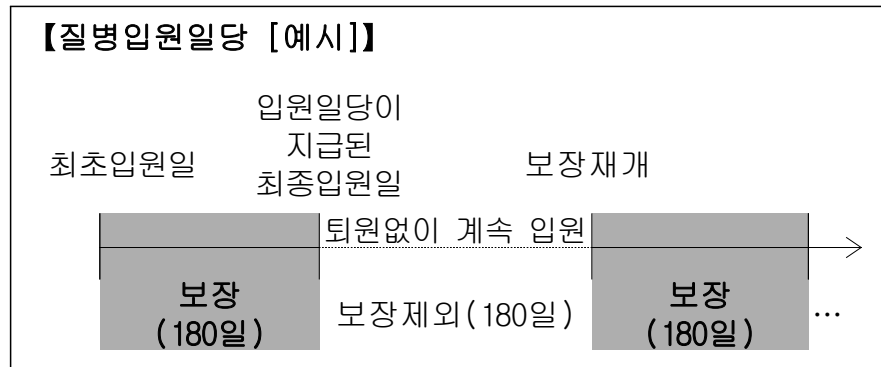 【질병입원일당 [예시]】
최초입원일
입원일당이
지급된
최종입원일
보장재개
퇴원없이 계속 입원
보장
(180일)
보장제외(180일)
보장
(180일)
…